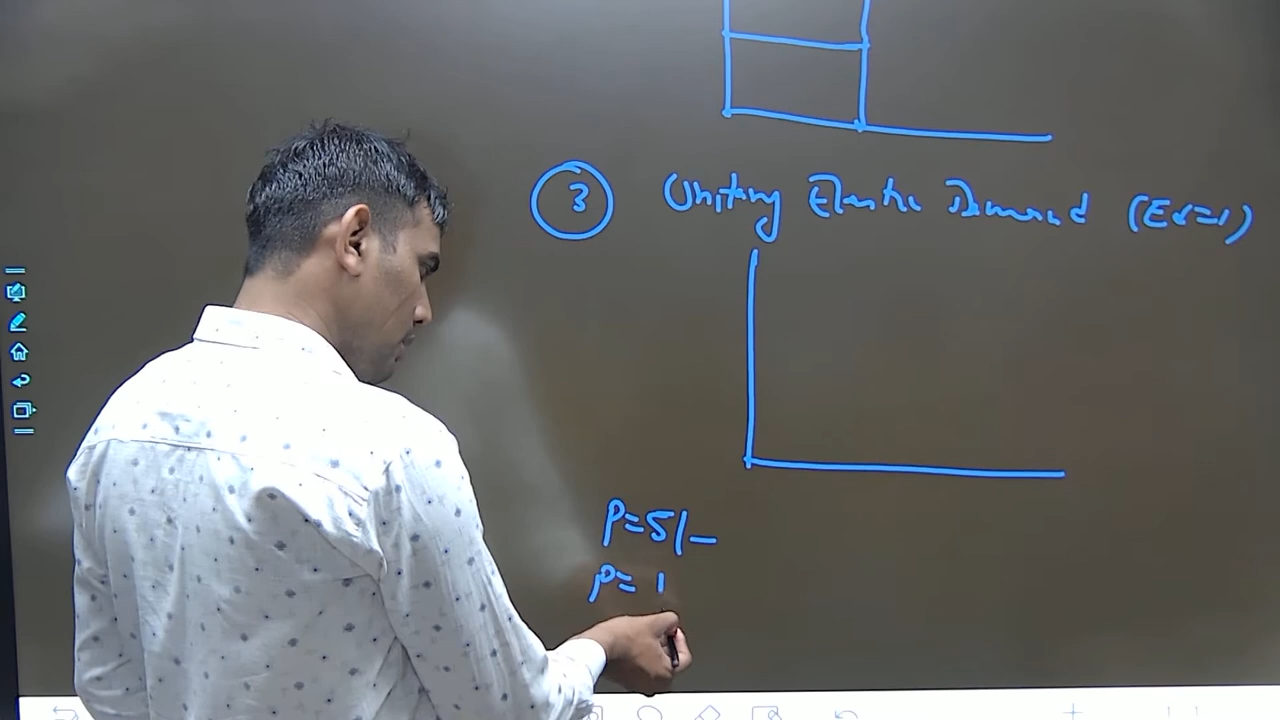 3 Unitary Elastic Demand (Ed=1)
P=5/-
P= 1